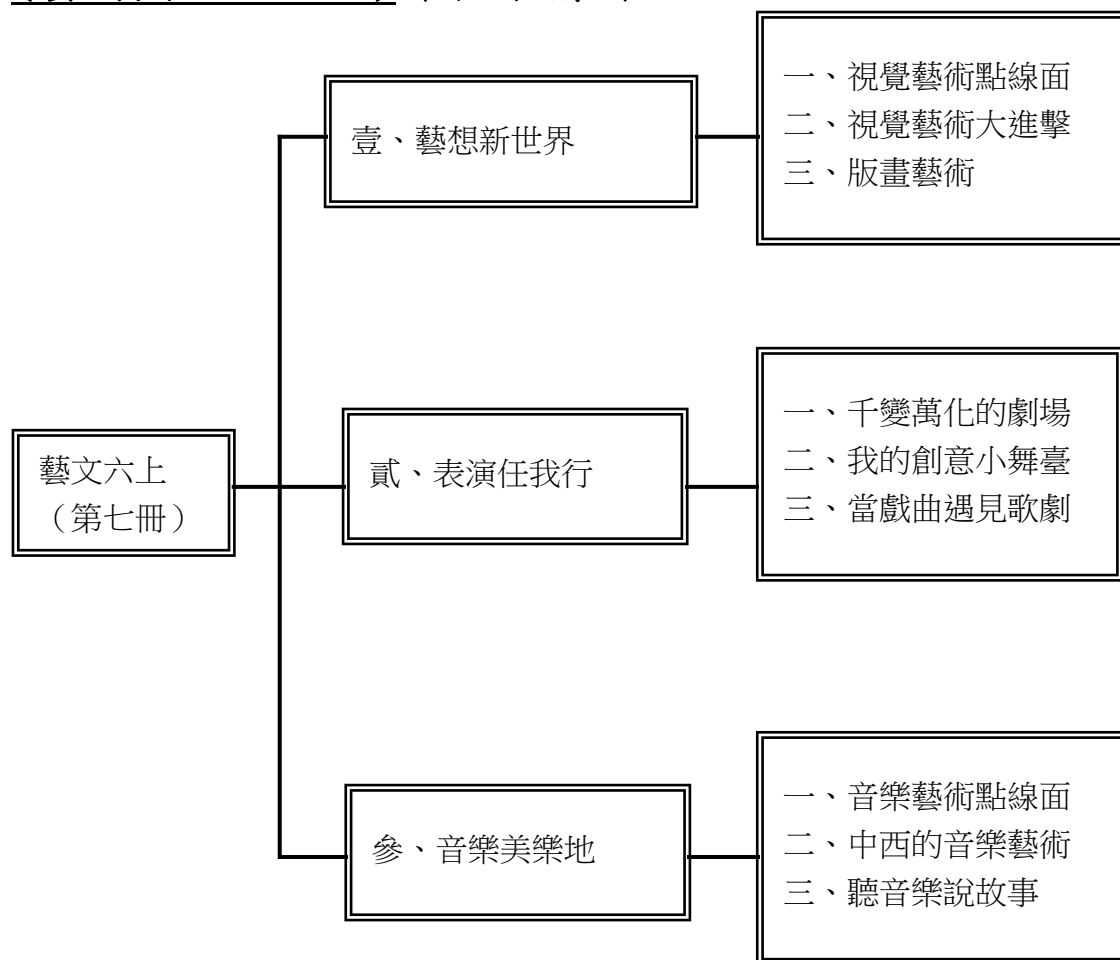 藝文六上
（第七冊）
壹、藝想新世界
一、視覺藝術點線面
二、視覺藝術大進擊
三、版畫藝術
貳、表演任我行
一、千變萬化的劇場
二、我的創意小舞臺
三、當戲曲遇見歌劇
參、音樂美樂地
一、音樂藝術點線面
二、中西的音樂藝術
三、聽音樂說故事